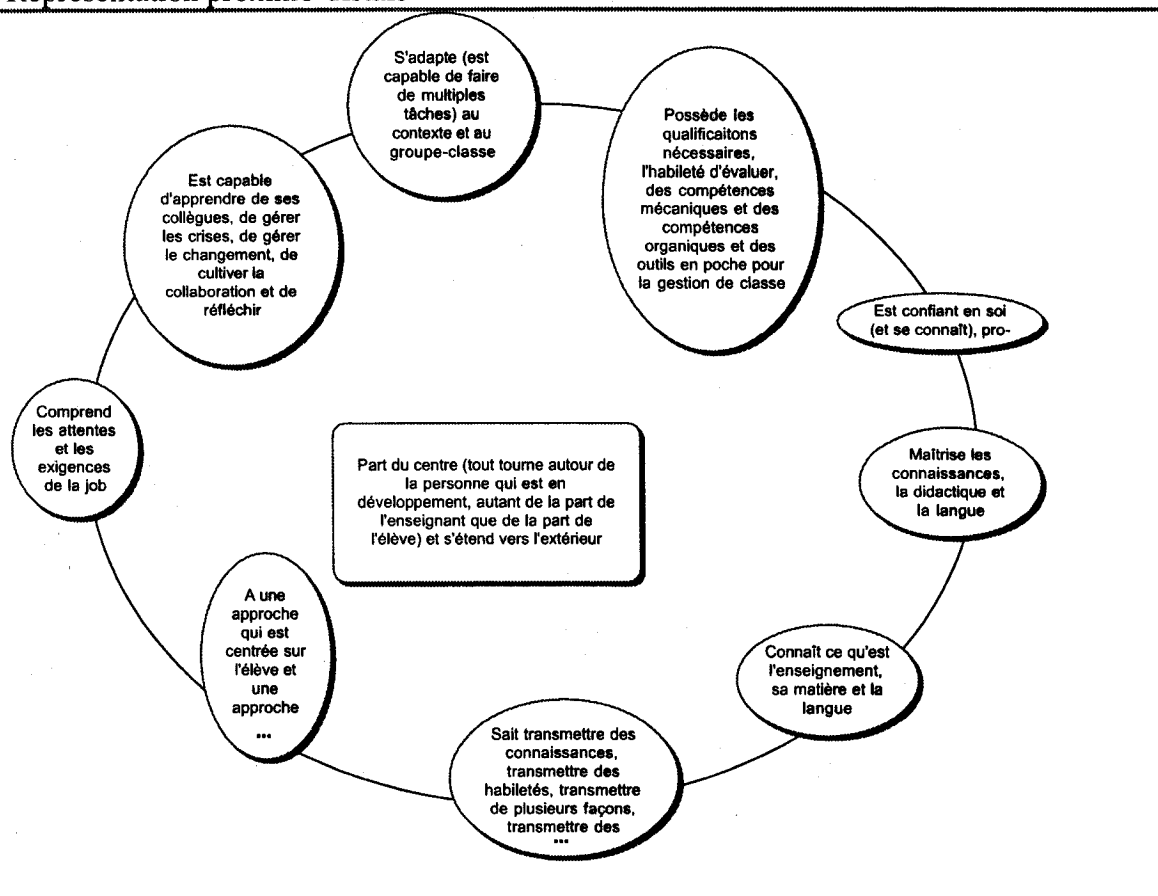 S'adapte (est
capable de faire
de multiples
tâches) au
contexte et au
groupe-classe
Possède les
qualificaitons
nécessaires,
l'habileté d'évaluer,
des compétences
mécaniques et des
compétences
organiques et des
outils en poche pour
la gestion de classe
Est confiant en soi
(et se connaît), pro-
Maîtrise les
connaissances,
la didactique et
la langue
Connaît ce qu'est
l'enseignement,
sa matière et la
langue
Sait transmettre des
connaissances,
transmettre des
habiletés, transmettre
de plusieurs façons,
transmettre des
...
A une
approche
qui est
centrée sur
l'élève et
une
approche
...
Comprend
les attentes
et les
exigences
de la job
Est capable
d'apprendre de ses
collègues, de gérer
les crises, de gérer
le changement, de
cultiver la
collaboration et de
réfléchir
Part du centre (tout tourne autour de
la personne qui est en
développement, autant de la part de
l'enseignant que de la part de
l'élève) et s'étend vers l'extérieur